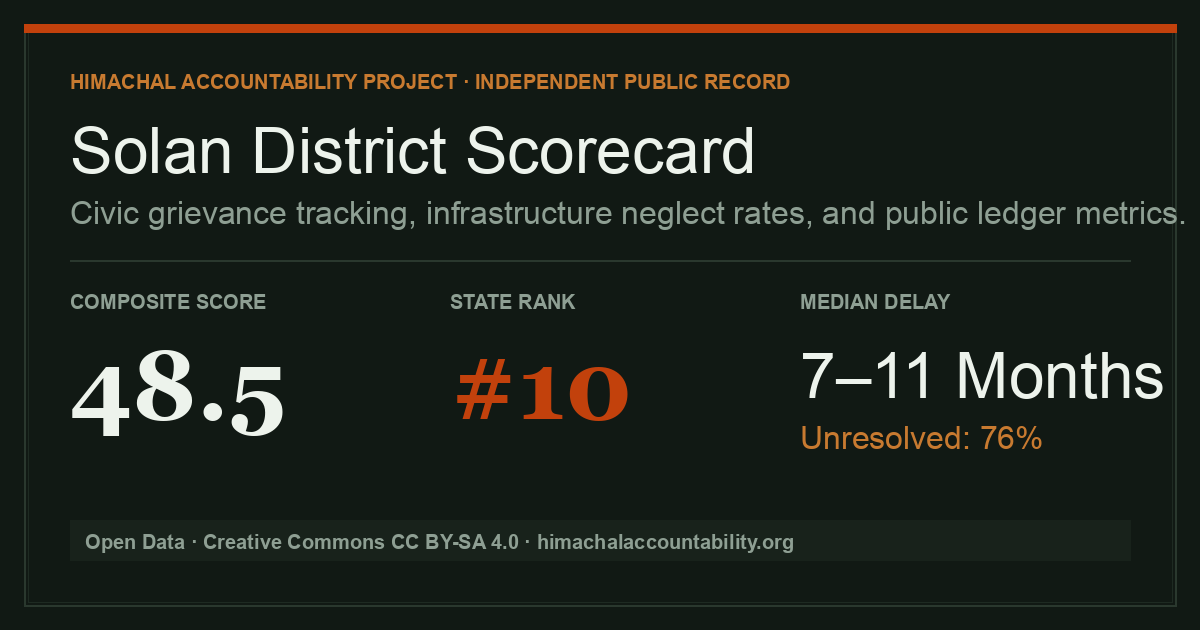 HIMACHAL ACCOUNTABILITY PROJECT · INDEPENDENT PUBLIC RECORD
Solan District Scorecard
Civic grievance tracking, infrastructure neglect rates, and public ledger metrics.
COMPOSITE SCORE
48.5
STATE RANK
#10
MEDIAN DELAY
7–11 Months
Unresolved: 76%
Open Data · Creative Commons CC BY-SA 4.0 · himachalaccountability.org